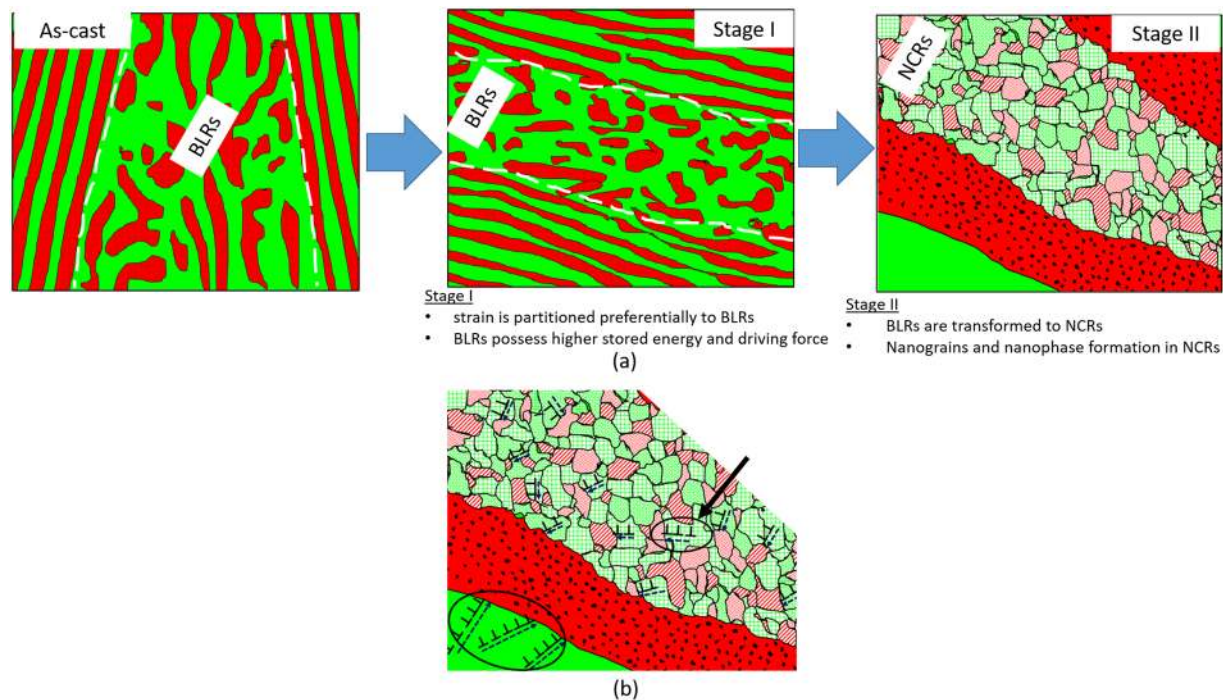 As-cast
BLRs
Stage I
BLRs
Stage II
NCRs
Stage I
• strain is partitioned preferentially to BLRs
• BLRs possess higher stored energy and driving force
Stage II
• BLRs are transformed to NCRs
• Nanograins and nanophase formation in NCRs
(a)
(b)